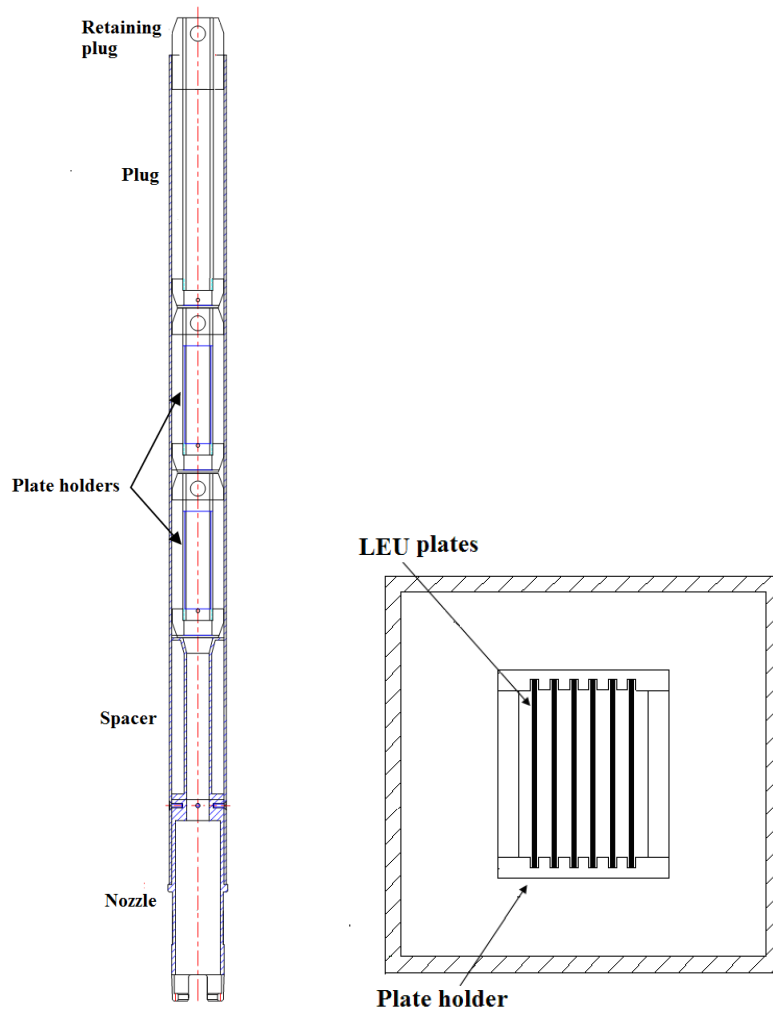 Retaining
plug
Plug
Plate holders
Spacer
Nozzle
LEU plates
Plate holder